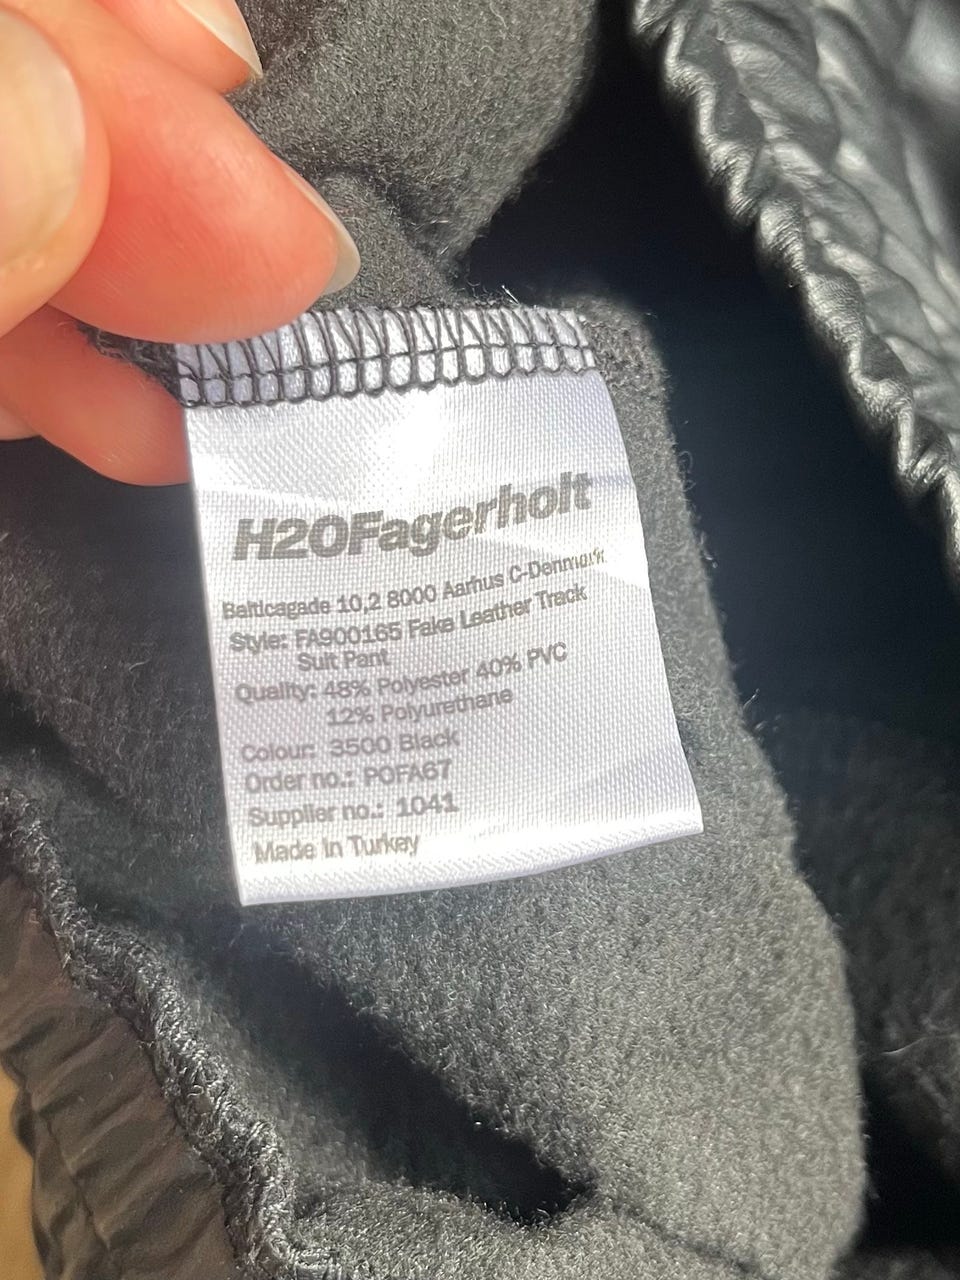 H2OFagerholt
Balticagade 10,2 8000 Aarhus C-Denmark
Style: FA900165 Fake Leather Track
Suit Pant
Quality: 48% Polyester 40% PVC
12% Polyurethane
Colour: 3500 Black
Order no.: POFA67
Supplier no.: 1041
Made in Turkey